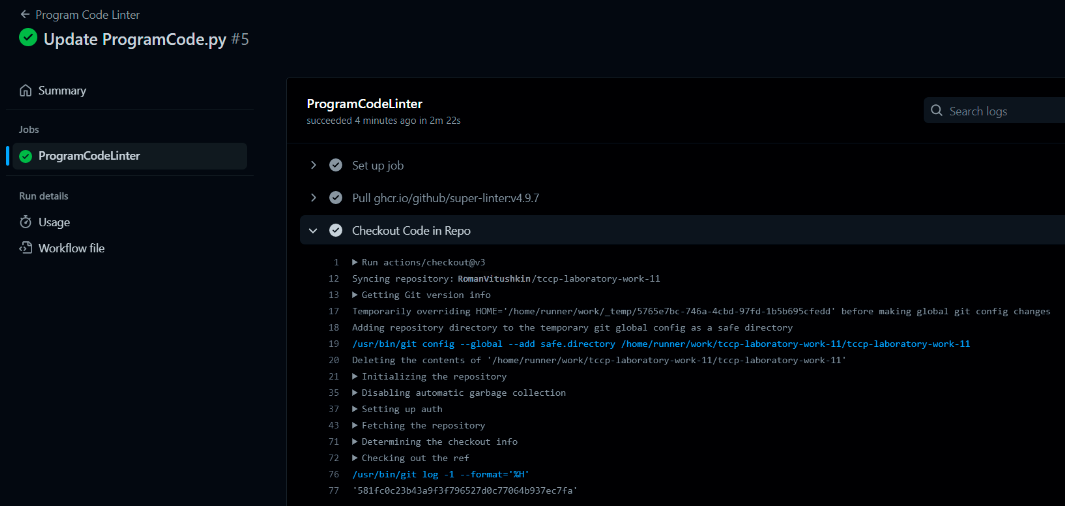 Program Code Linter
Update ProgramCode.py #5
Summary
Jobs
ProgramCodeLinter
Run details
Usage
Workflow file
ProgramCodeLinter
succeeded 4 minutes ago in 2m 22s
Search logs
Set up job
Pull ghcr.io/github/super-linter:v4.9.7
Checkout Code in Repo
1 Run actions/checkout@v3
12 Syncing repository: RomanVitushkin/tccp-laboratory-work-11
13 Getting Git version info
17 Temporarily overriding HOME='/home/runner/work/_temp/5765e7bc-746a-4cbd-97fd-1b5b695cfedd' before making global git config changes
18 Adding repository directory to the temporary git global config as a safe directory
19 /usr/bin/git config --global --add safe.directory /home/runner/work/tccp-laboratory-work-11/tccp-laboratory-work-11
20 Deleting the contents of '/home/runner/work/tccp-laboratory-work-11/tccp-laboratory-work-11'
21 Initializing the repository
35 Disabling automatic garbage collection
37 Setting up auth
43 Fetching the repository
71 Determining the checkout info
72 Checking out the ref
76 /usr/bin/git log -1 --format='%H'
77 '581fc0c23b43a9f3f796527d0c77064b937ec7fa'